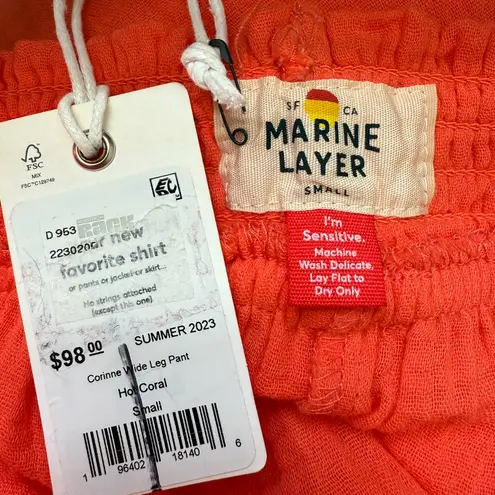 FSC
MIX
D 953
RACK
your new
favorite shirt
or pants or jacket or skirt...
No strings attached
(except this one)
SUMMER 2023
$98.00
Corinne Wide Leg Pant
Hot Coral
Small
1 96402 18140 6
SF CA
MARINE
LAYER
SMALL
I'm
Sensitive.
Machine
Wash Delicate,
Lay Flat to
Dry Only